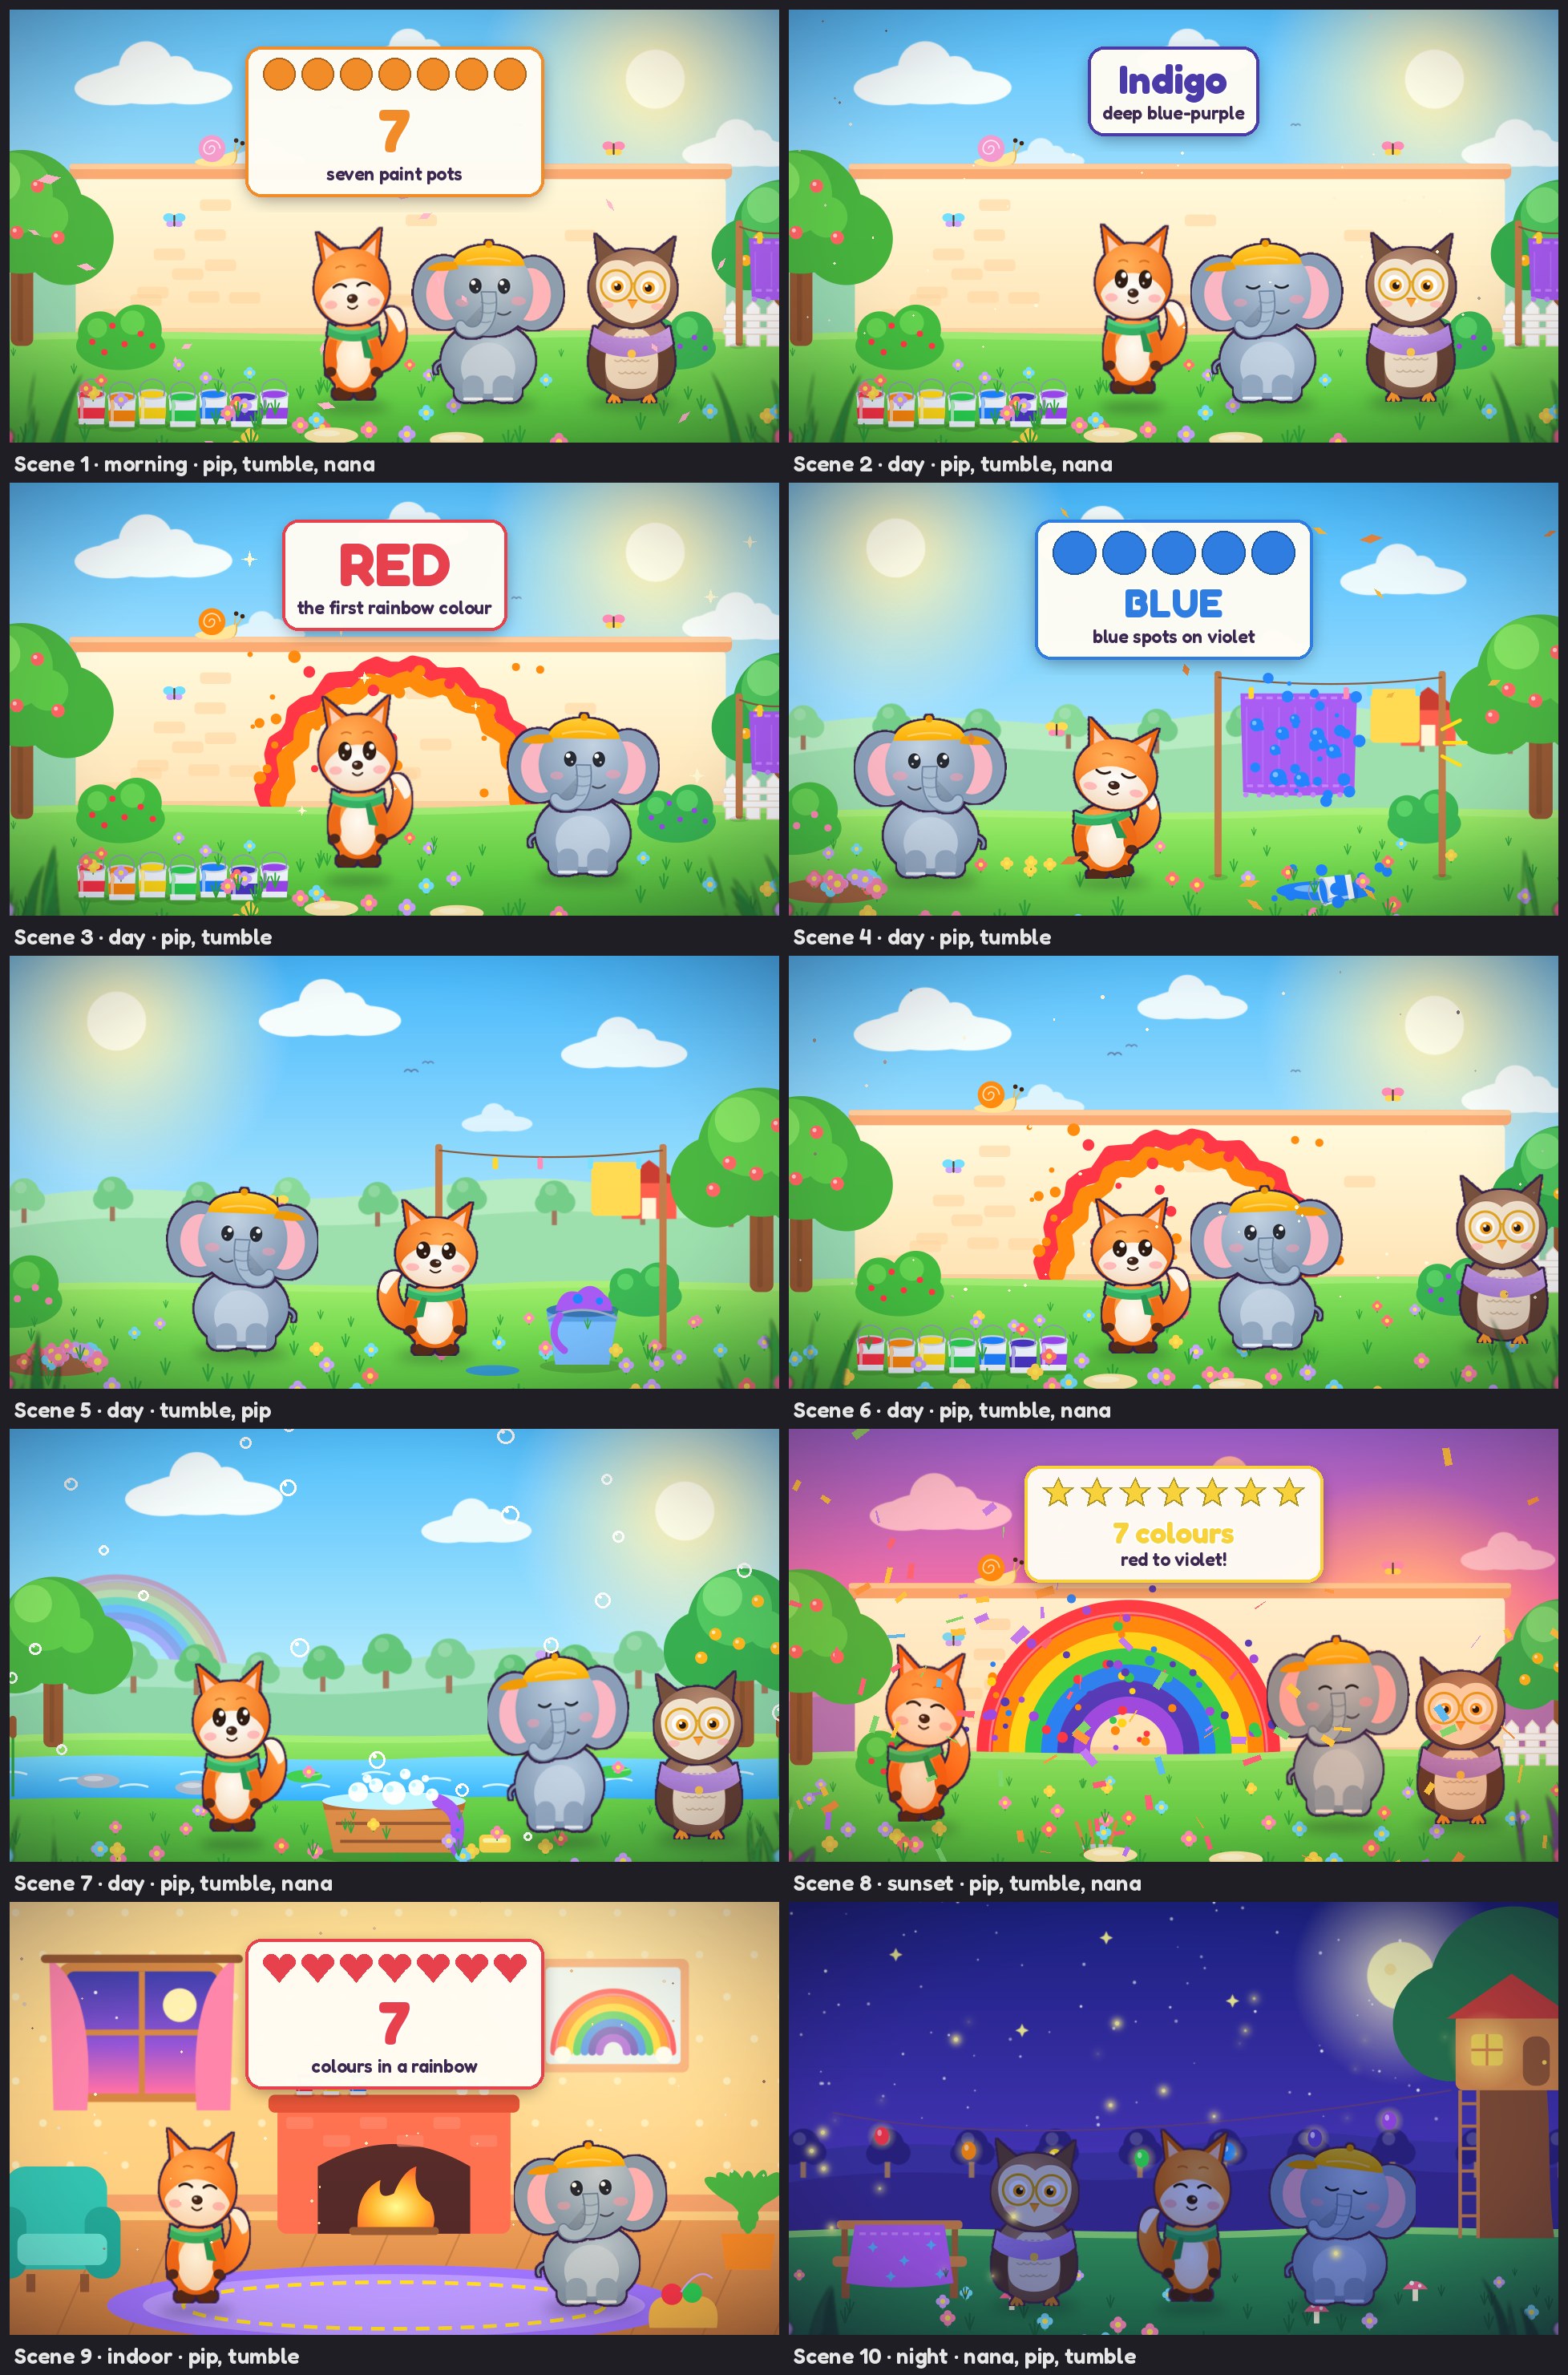 7
seven paint pots
Indigo
deep blue-purple
Scene 1 · morning · pip, tumble, nana
Scene 2 · day · pip, tumble, nana
RED
the first rainbow colour
BLUE
blue spots on violet
Scene 3 · day · pip, tumble
Scene 4 · day · pip, tumble
Scene 5 · day · tumble, pip
Scene 6 · day · pip, tumble, nana
7 colours
red to violet!
Scene 7 · day · pip, tumble, nana
Scene 8 · sunset · pip, tumble, nana
7
colours in a rainbow
Scene 9 · indoor · pip, tumble
Scene 10 · night · nana, pip, tumble